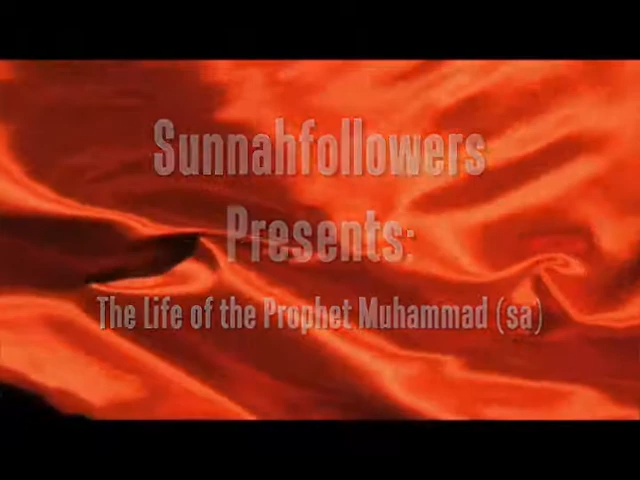 Sunnahfollowers
Presents:
The Life of the Prophet Muhammad (sa)